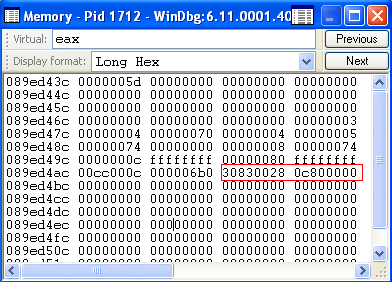 Memory - Pid 1712 - WinDbg:6.11.0001.40
Virtual: eax Previous
Display format: Long Hex Next
089ed43c 0000005d 00000000 00000000 00000000
089ed44c 00000000 00000000 00000000 00000000
089ed45c 00000000 00000000 00000000 00000000
089ed46c 00000000 00000000 00000000 00000003
089ed47c 00000004 00000070 00000004 00000005
089ed48c 00000074 00000000 00000008 00000074
089ed49c 00000000 ffffffff 00000080 ffffffff
089ed4ac 00cc000c 000006b0 30830028 0c800000
089ed4bc 00000000 00000000 00000000 00000000
089ed4cc 00000000 00000000 00000000 00000000
089ed4dc 00000000 00000000 00000000 00000000
089ed4ec 00000000 00000000 00000000 00000000
089ed4fc 00000000 00000000 00000000 00000000
089ed50c 00000000 00000000 00000000 00000000